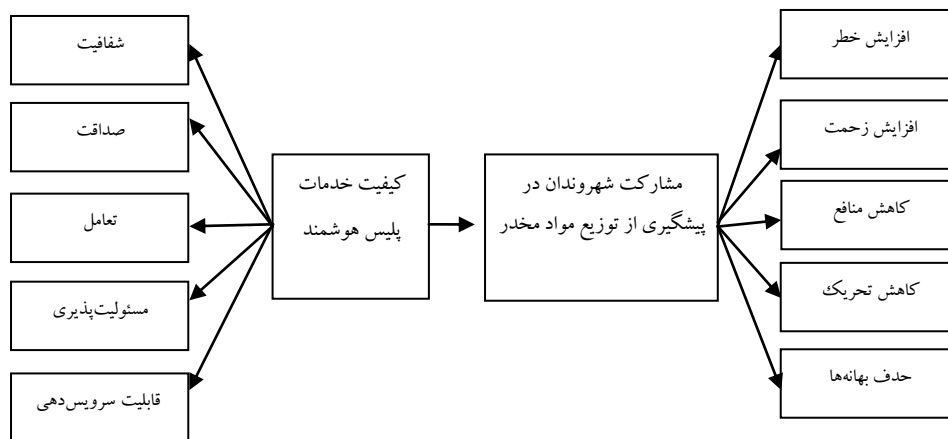 شفافیت
صداقت
تعامل
مسئولیت‌پذیری
قابلیت سرویس‌دهی
کیفیت خدمات
پلیس هوشمند
مشارکت شهروندان در
پیشگیری از توزیع مواد مخدر
افزایش خطر
افزایش زحمت
کاهش منافع
کاهش تحریک
حذف بهانه‌ها